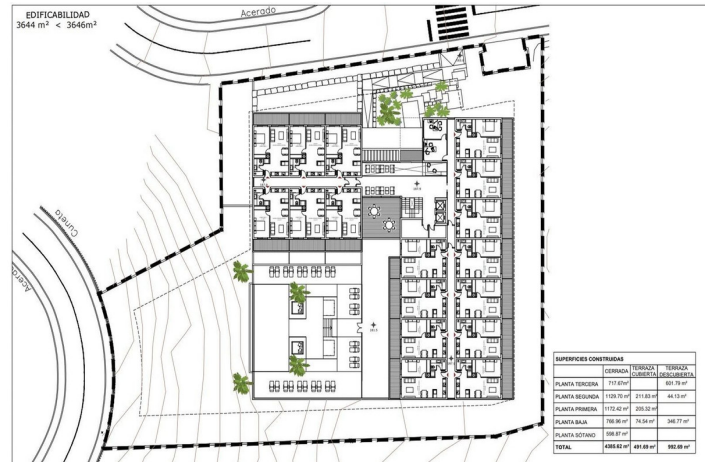 EDIFICABILIDAD
3644 m² < 3646m²
Acerado
Cuneta
Acerado
SUPERFICIES CONSTRUIDAS
CERRADA TERRAZA CUBIERTA TERRAZA DESCUBIERTA
PLANTA TERCERA 717.67m² 601.79 m²
PLANTA SEGUNDA 1129.70 m² 211.83 m² 44.13 m²
PLANTA PRIMERA 1172.42 m² 205.32 m²
PLANTA BAJA 766.96 m² 74.54 m² 346.77 m²
PLANTA SÓTANO 598.87 m²
TOTAL 4385.62 m² 491.69 m² 992.69 m²